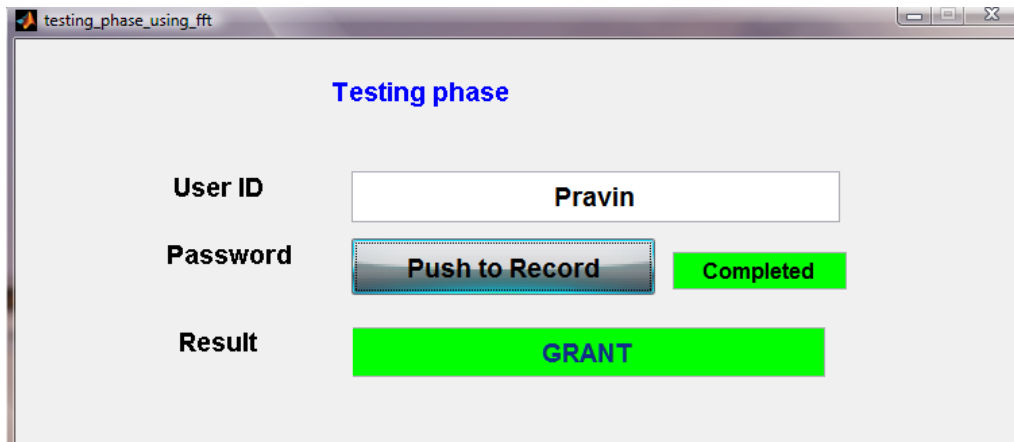 testing_phase_using_fft
Testing phase
User ID
Pravin
Password
Push to Record
Completed
Result
GRANT